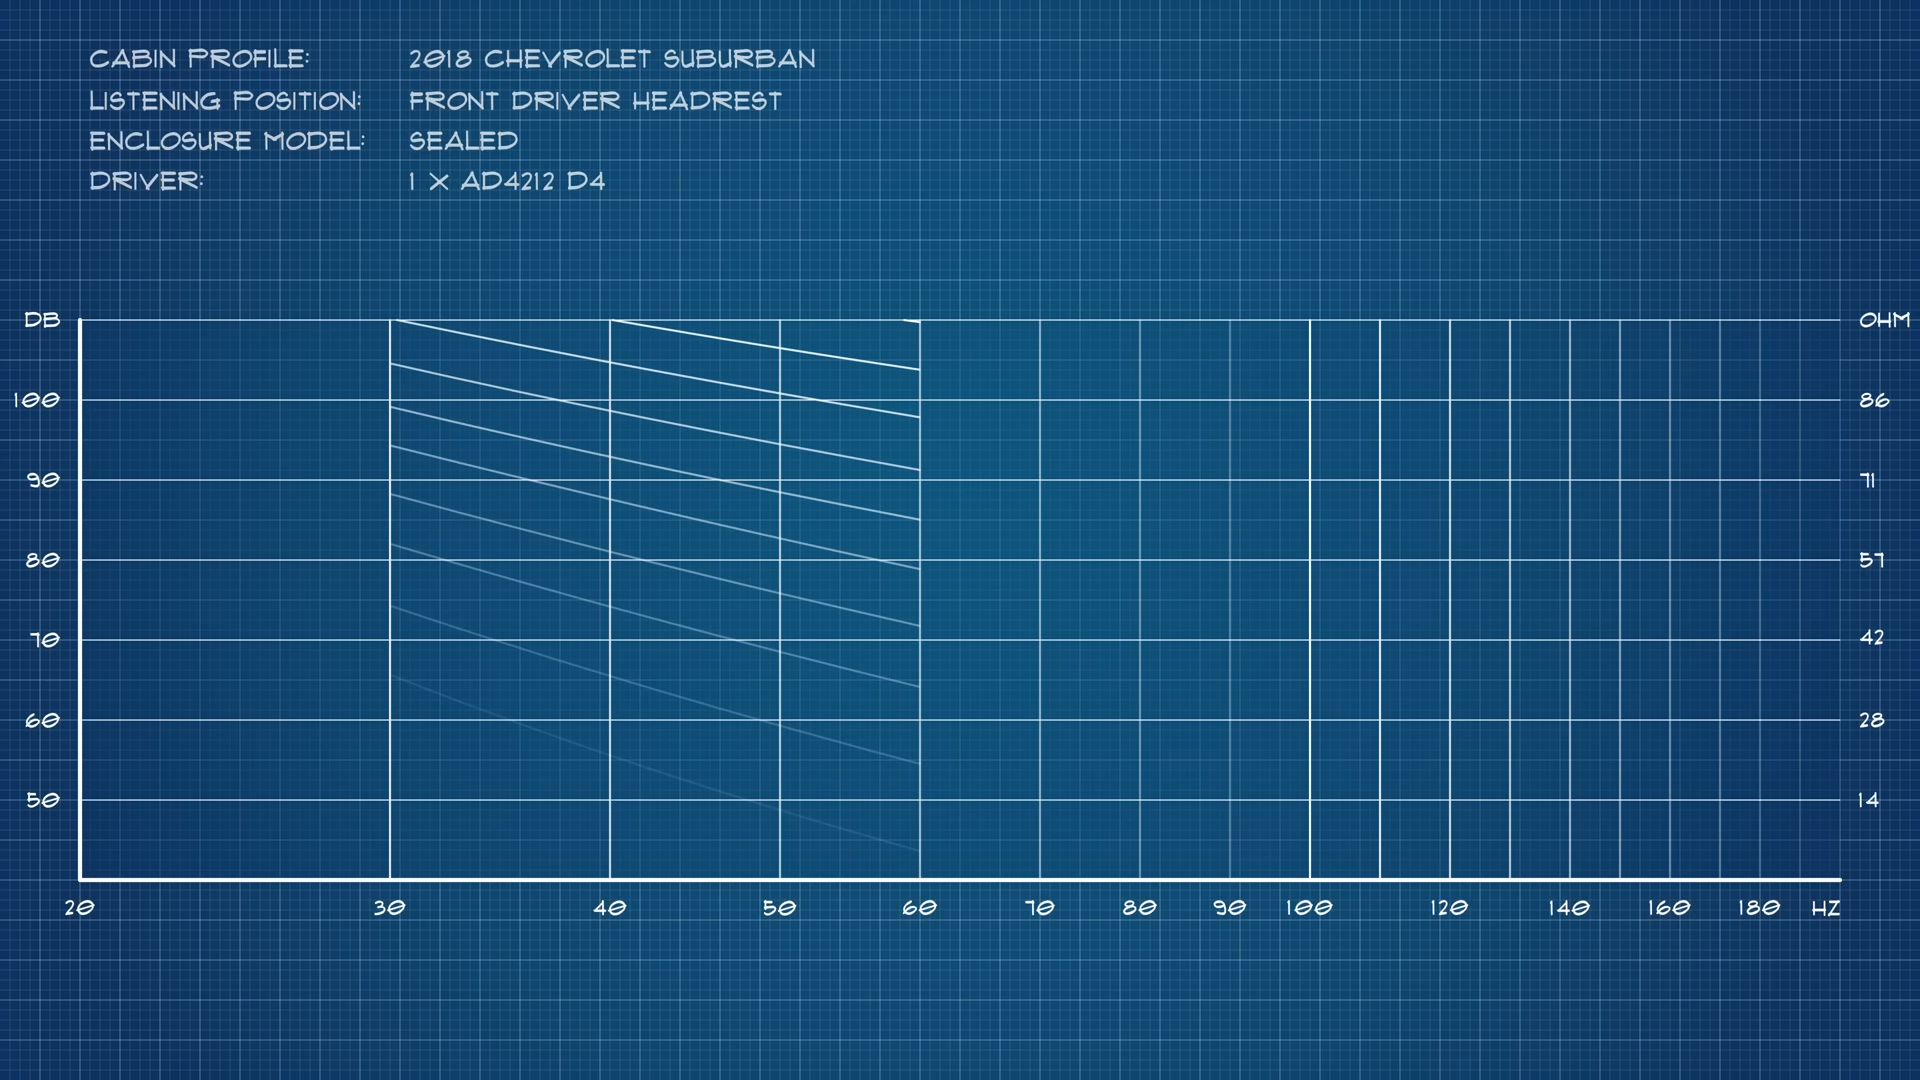 CABIN PROFILE: 2018 CHEVROLET SUBURBAN
LISTENING POSITION: FRONT DRIVER HEADREST
ENCLOSURE MODEL: SEALED
DRIVER: 1 X AD4212 D4
DB OHM
100 86
90 71
80 57
70 42
60 28
50 14
20 30 40 50 60 70 80 90 100 120 140 160 180 HZ